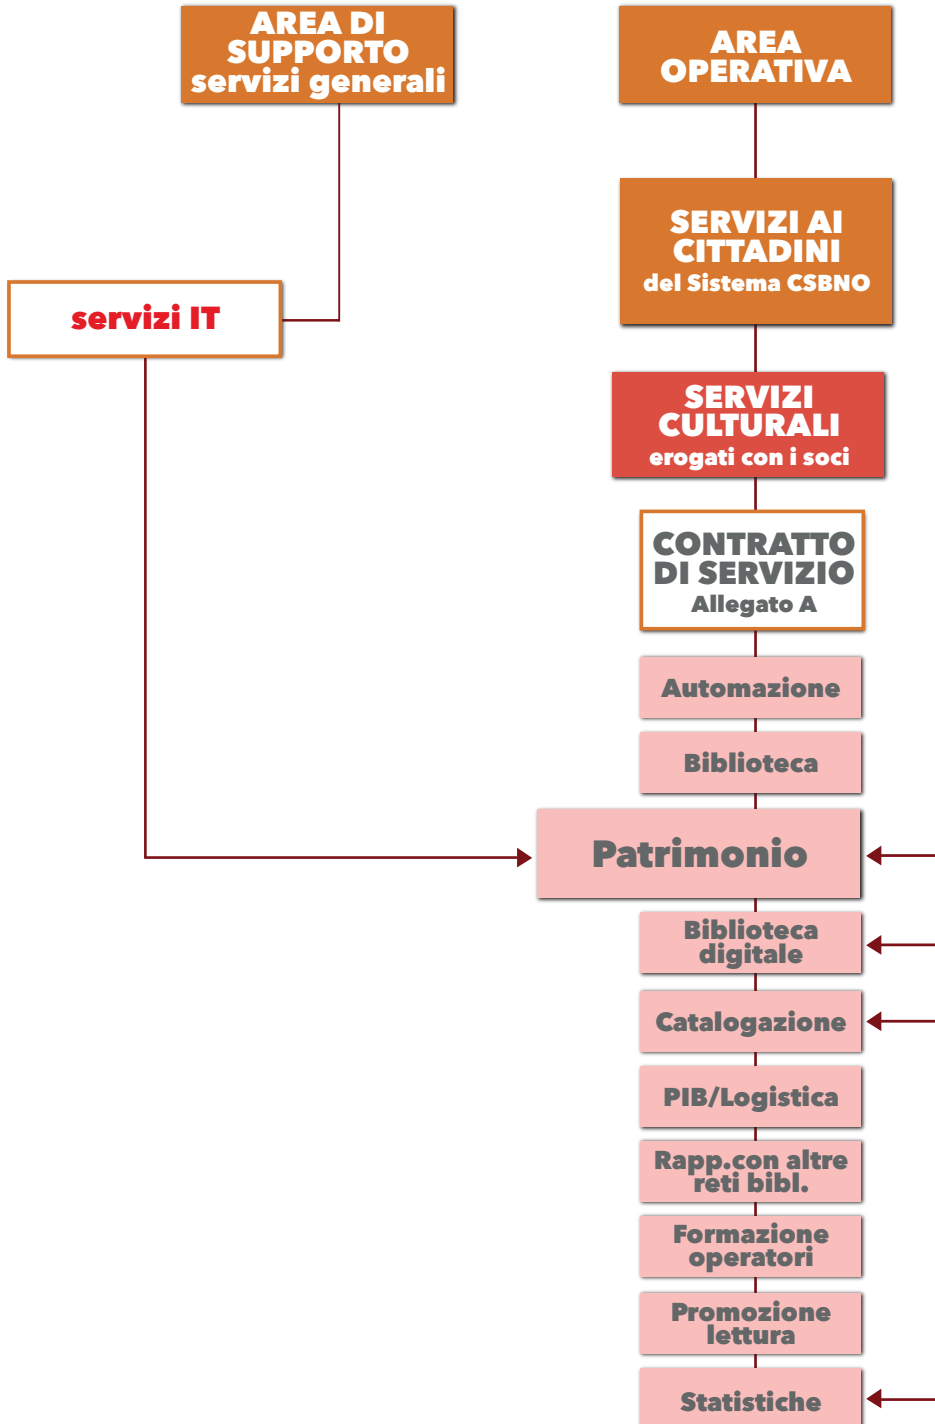 AREA DI
SUPPORTO
servizi generali
AREA
OPERATIVA
SERVIZI AI
CITTADINI
del Sistema CSBNO
servizi IT
SERVIZI
CULTURALI
erogati con i soci
CONTRATTO
DI SERVIZIO
Allegato A
Automazione
Biblioteca
Patrimonio
Biblioteca
digitale
Catalogazione
PIB/Logistica
Rapp.con altre
reti bibl.
Formazione
operatori
Promozione
lettura
Statistiche